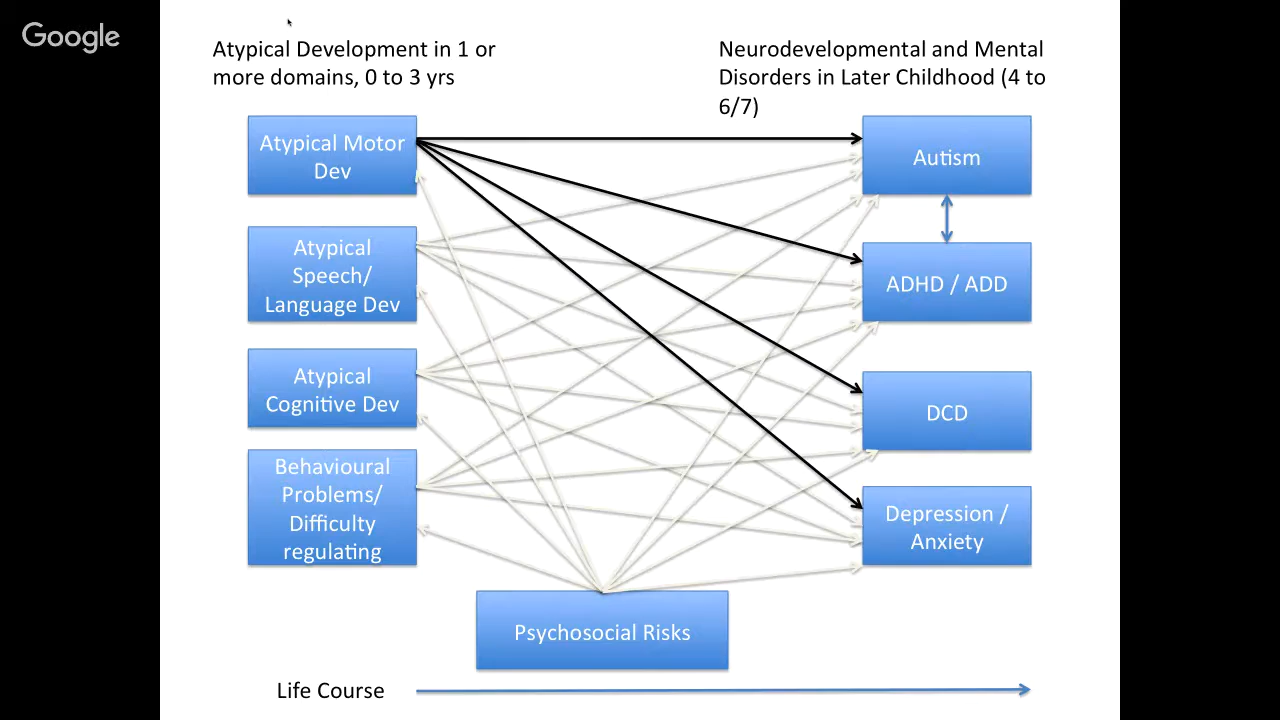 Google
Atypical Development in 1 or
more domains, 0 to 3 yrs
Neurodevelopmental and Mental
Disorders in Later Childhood (4 to
6/7)
Atypical Motor
Dev
Autism
Atypical
Speech/
Language Dev
ADHD / ADD
Atypical
Cognitive Dev
DCD
Behavioural
Problems/
Difficulty
regulating
Depression /
Anxiety
Psychosocial Risks
Life Course